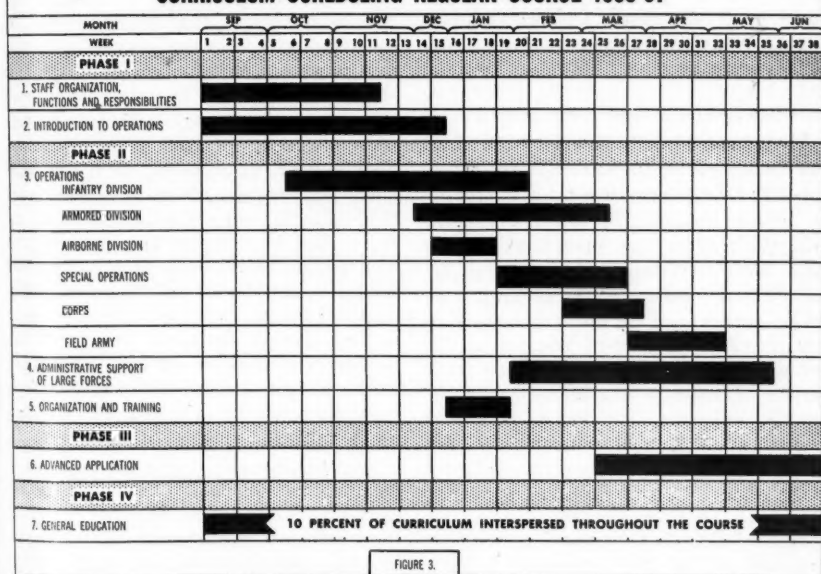 CURRICULUM SCHEDULING REGULAR COURSE
MONTH SEP OCT NOV DEC JAN FEB MAR APR MAY JUN
WEEK 1 2 3 4 5 6 7 8 9 10 11 12 13 14 15 16 17 18 19 20 21 22 23 24 25 26 27 28 29 30 31 32 33 34 35 36 37 38
PHASE I
1. STAFF ORGANIZATION,
FUNCTIONS AND RESPONSIBILITIES
2. INTRODUCTION TO OPERATIONS
PHASE II
3. OPERATIONS
INFANTRY DIVISION
ARMORED DIVISION
AIRBORNE DIVISION
SPECIAL OPERATIONS
CORPS
FIELD ARMY
4. ADMINISTRATIVE SUPPORT
OF LARGE FORCES
5. ORGANIZATION AND TRAINING
PHASE III
6. ADVANCED APPLICATION
PHASE IV
7. GENERAL EDUCATION 10 PERCENT OF CURRICULUM INTERSPERSED THROUGHOUT THE COURSE
FIGURE 3.